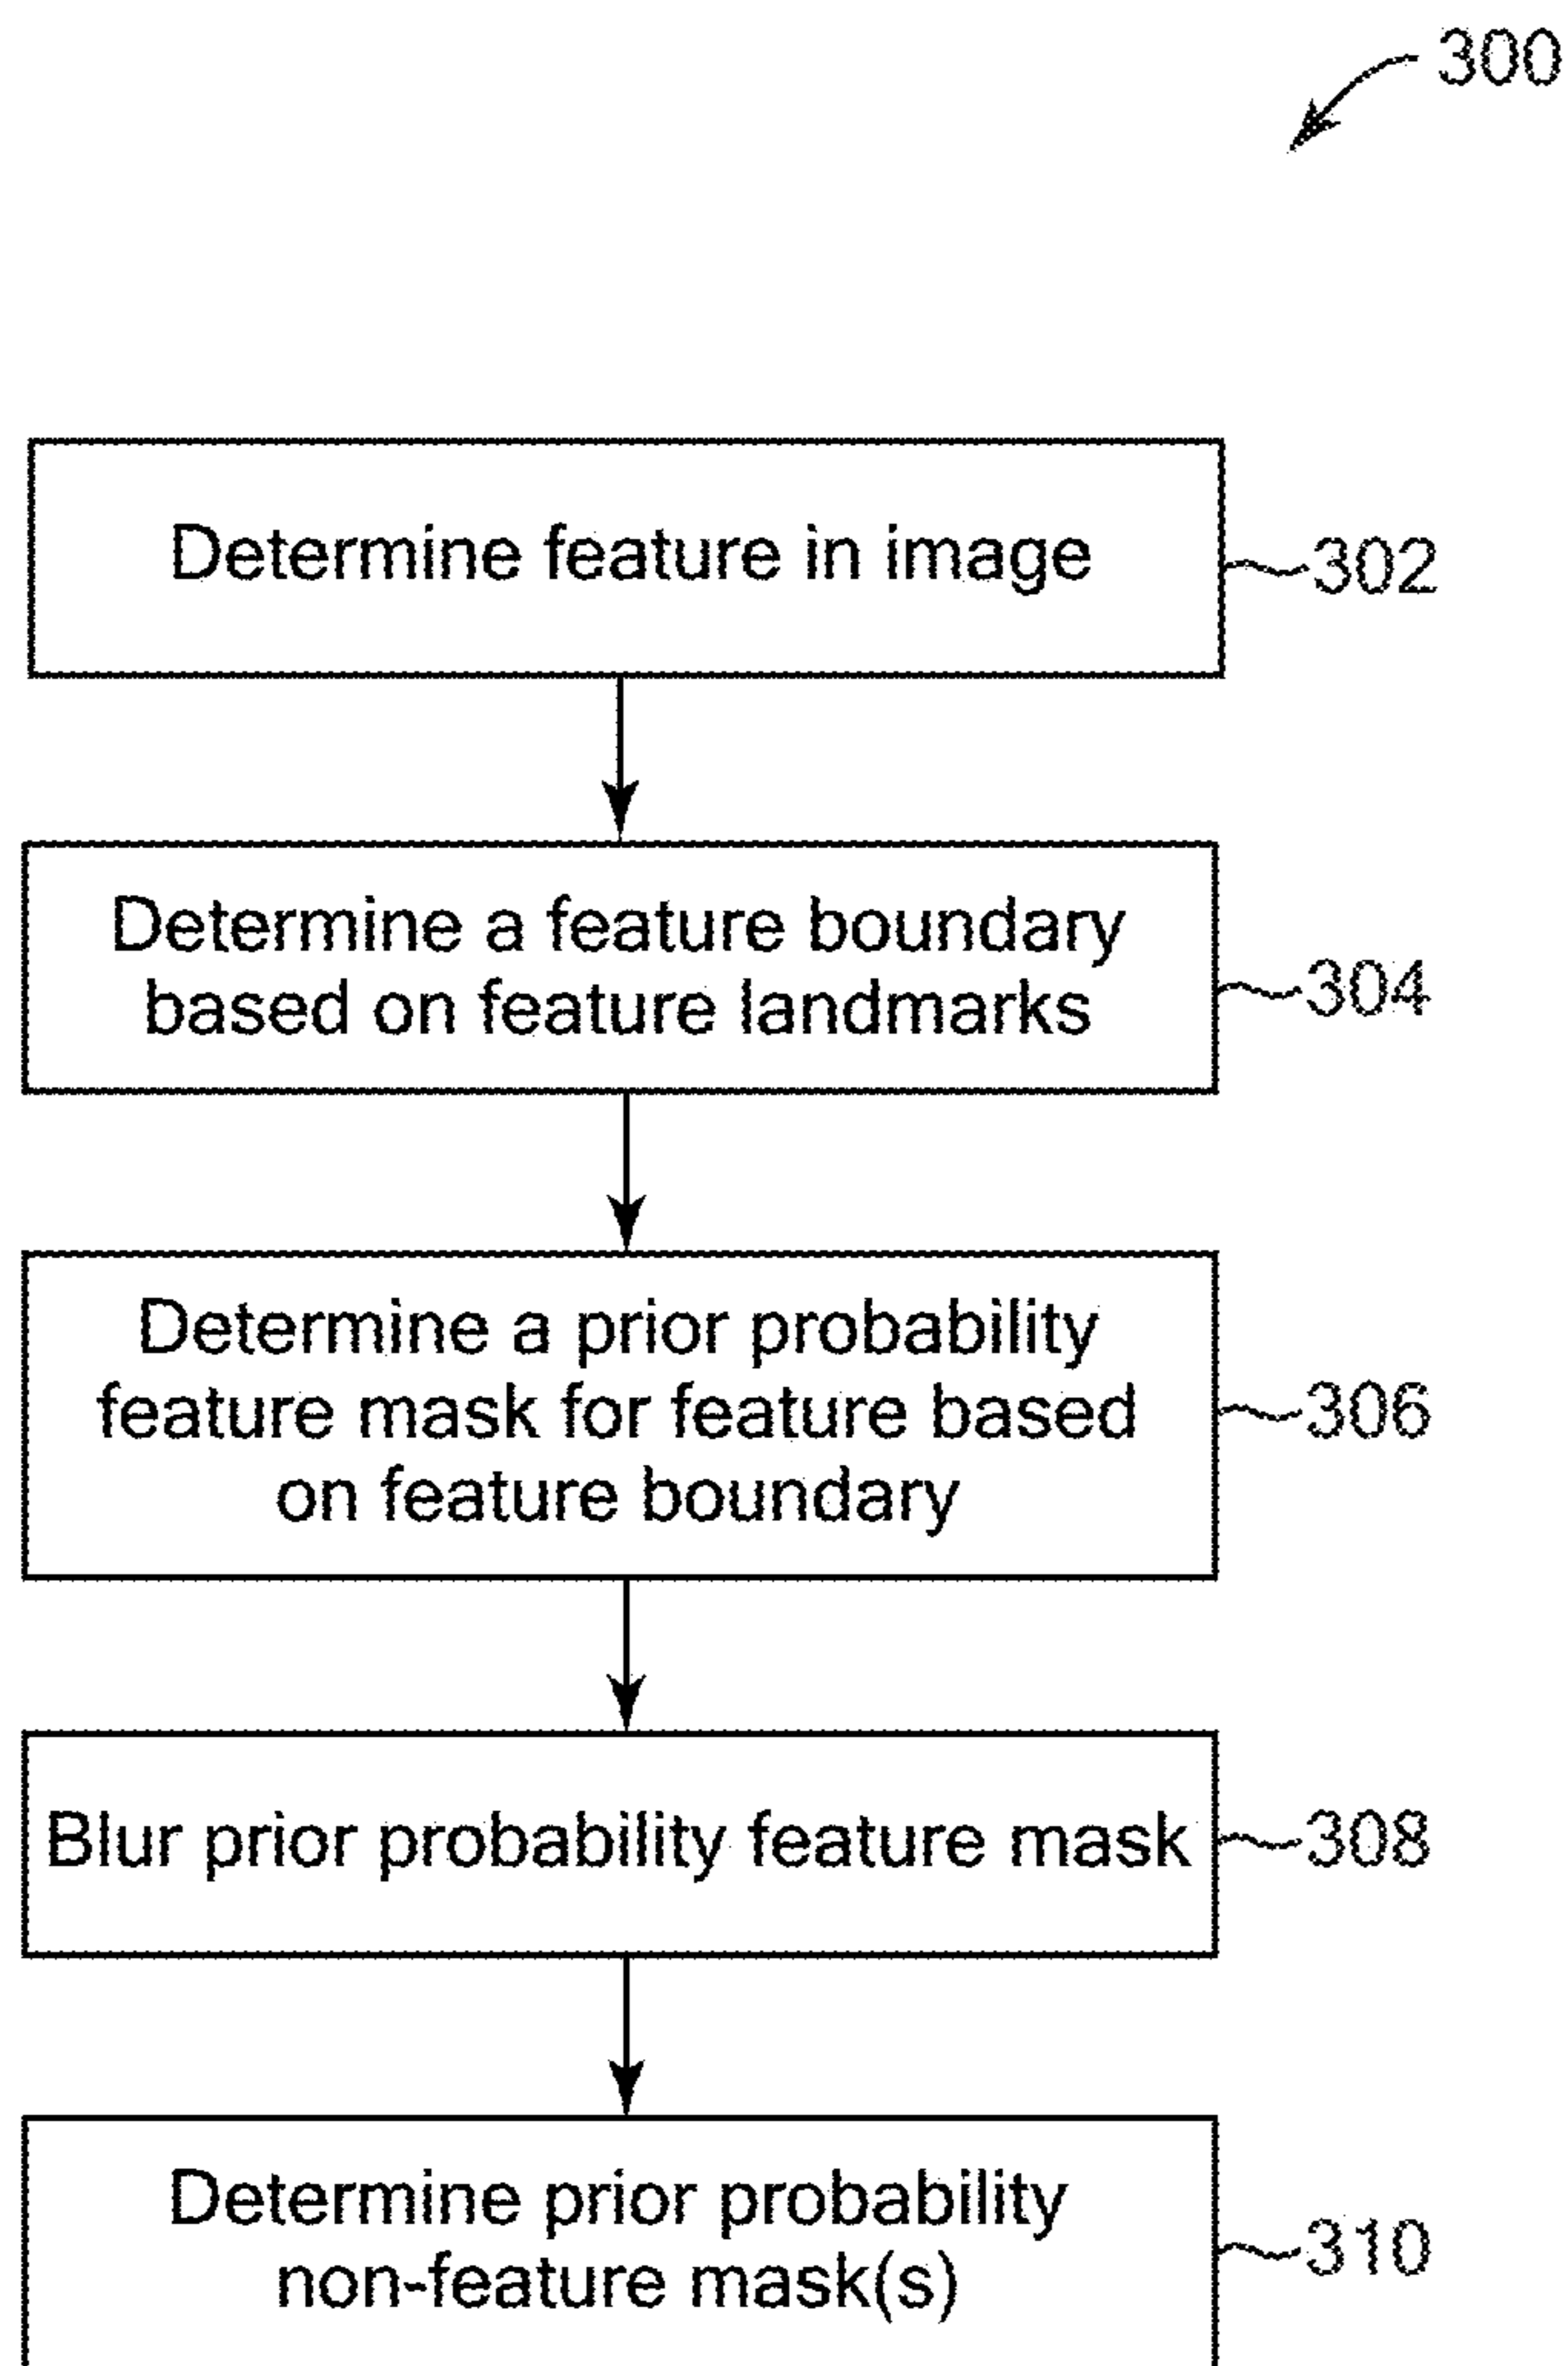 300
Determine feature in image
302
Determine a feature boundary
based on feature landmarks
304
Determine a prior probability
feature mask for feature based
on feature boundary
306
Blur prior probability feature mask
308
Determine prior probability
non-feature mask(s)
310